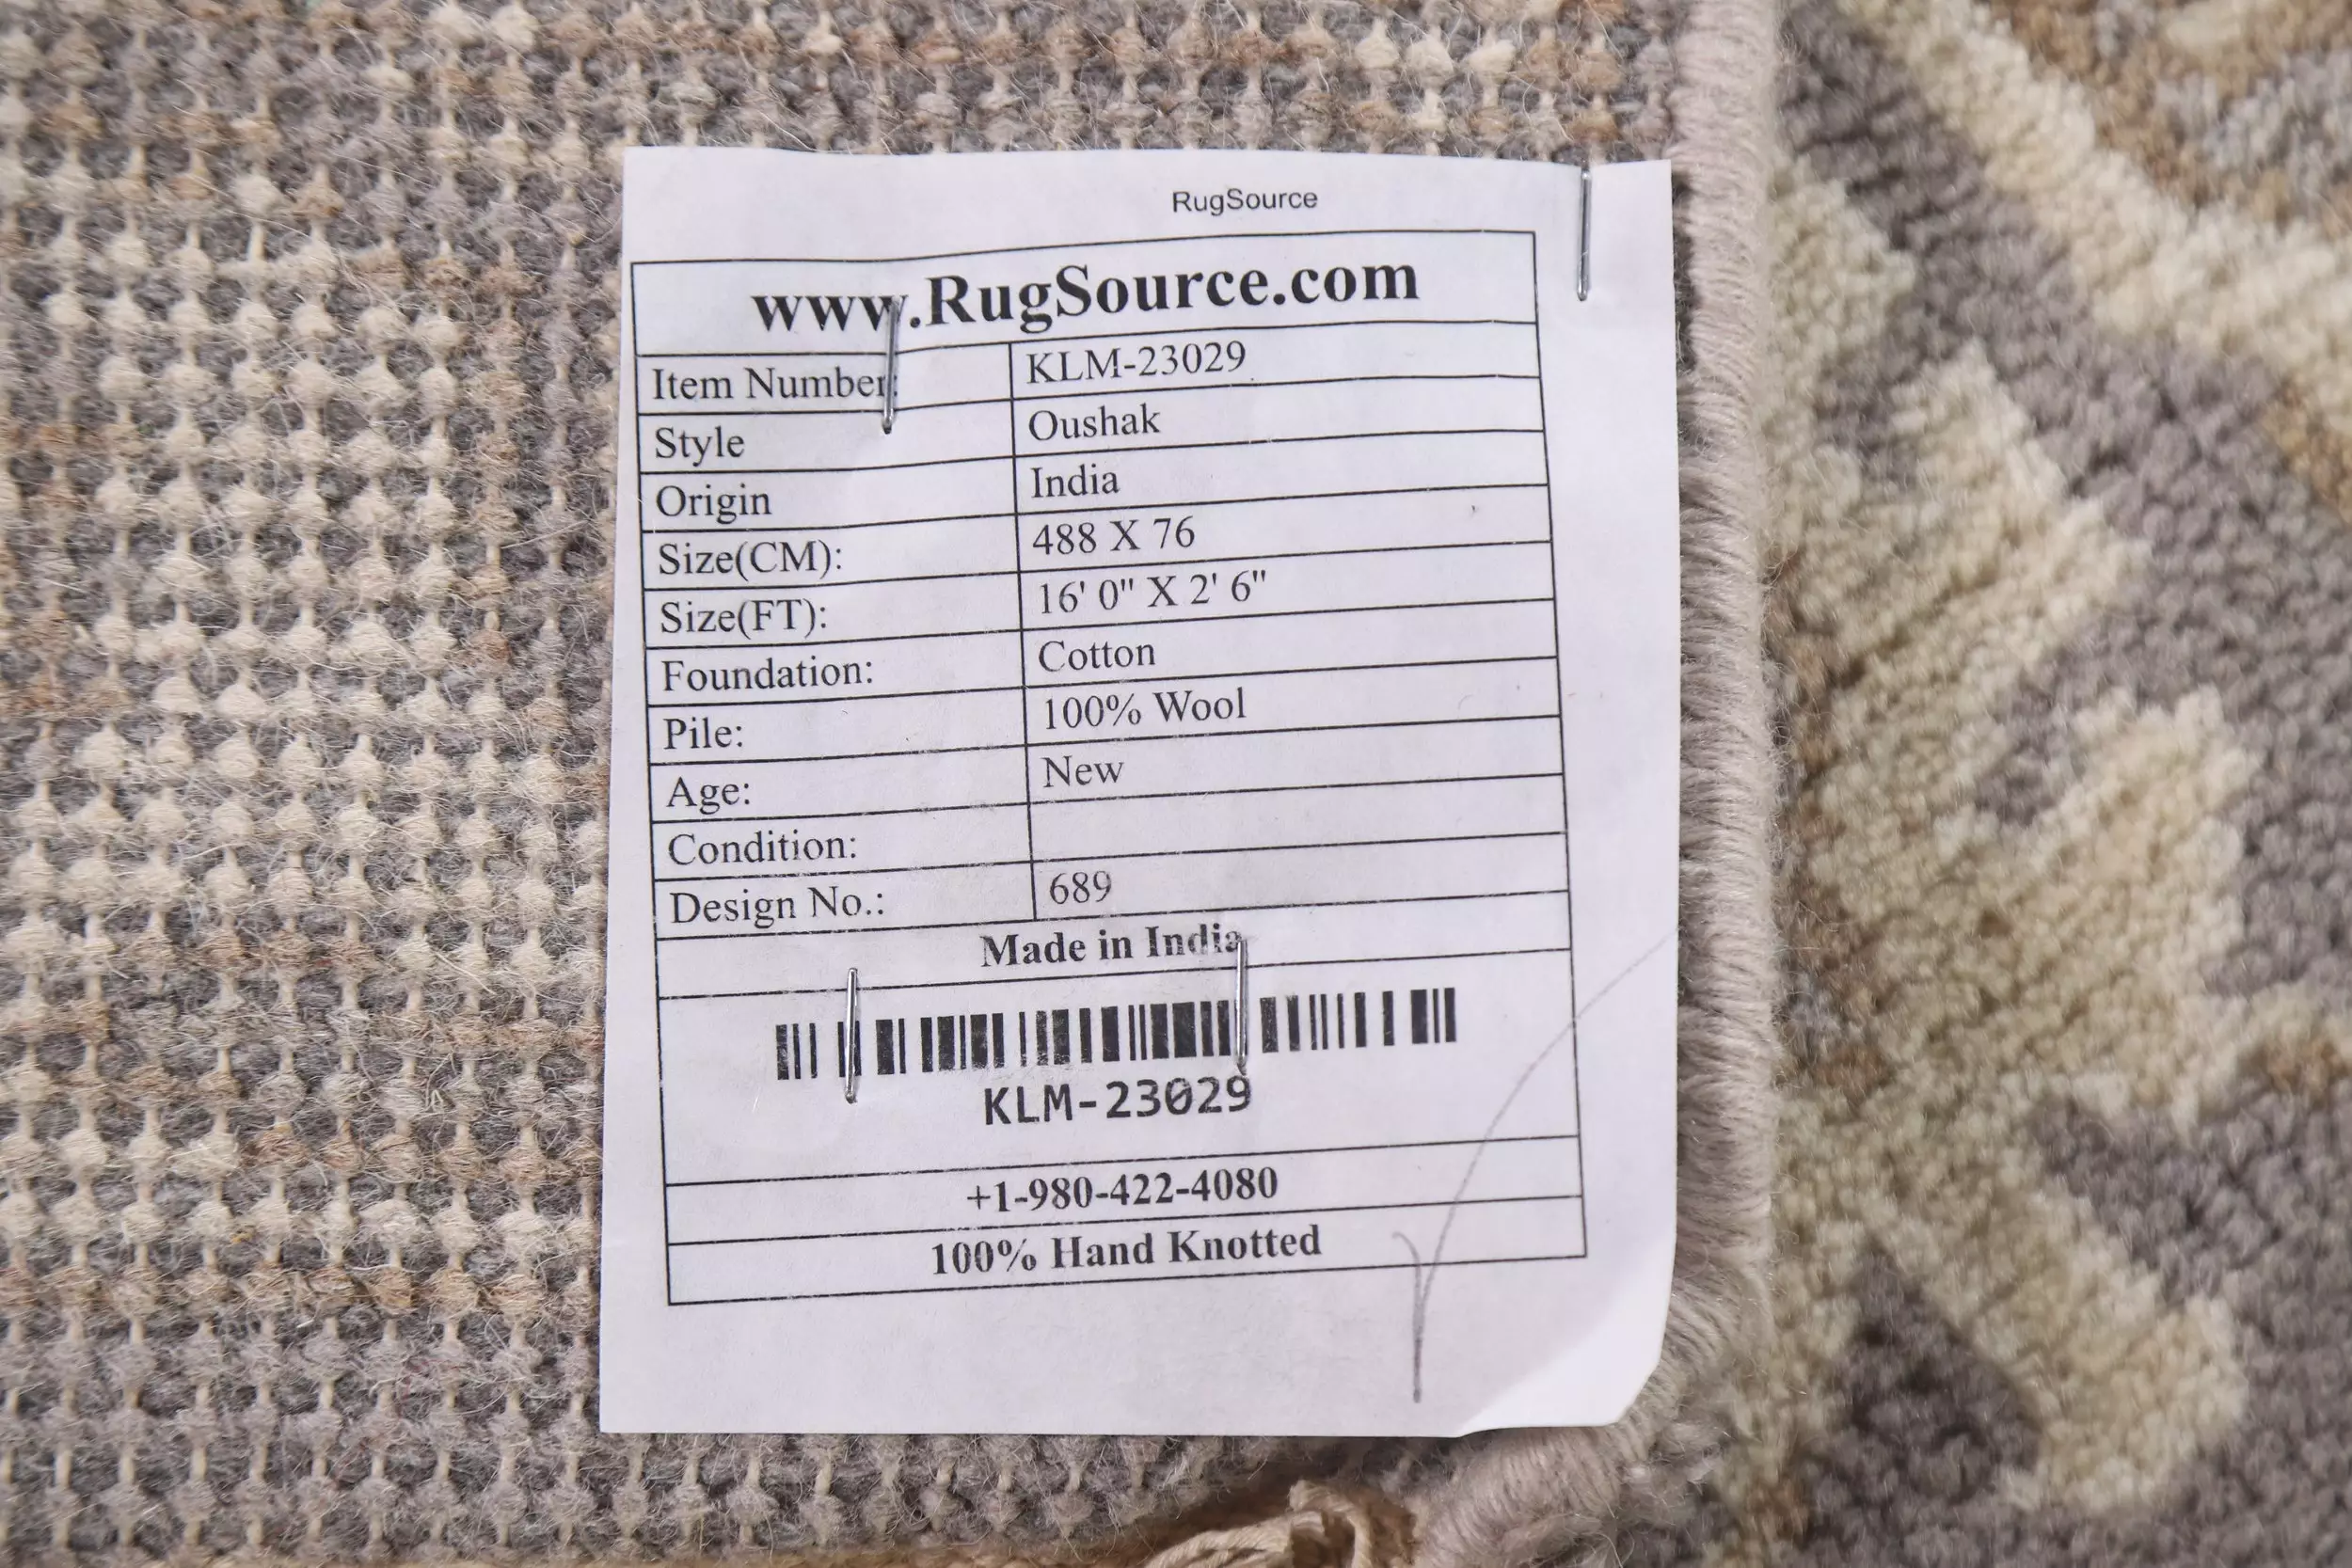 RugSource
www.RugSource.com
Item Number: KLM-23029
Style Oushak
Origin India
Size(CM): 488 X 76
Size(FT): 16' 0" X 2' 6"
Foundation: Cotton
Pile: 100% Wool
Age: New
Condition:
Design No.: 689
Made in India
KLM-23029
+1-980-422-4080
100% Hand Knotted